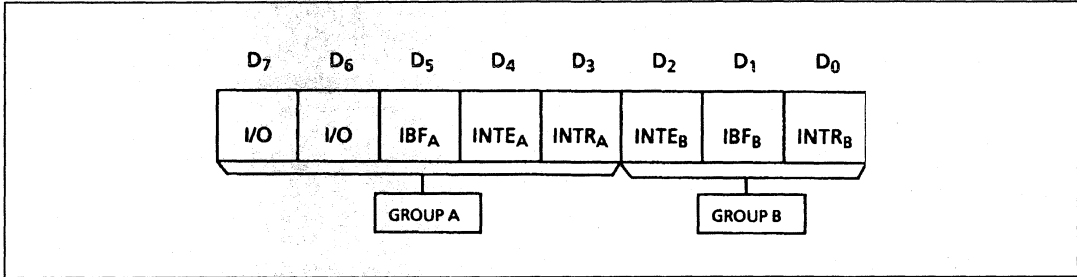 D7 D6 D5 D4 D3 D2 D1 D0
I/O I/O IBFA INTEA INTRA INTEB IBFB INTRB
GROUP A GROUP B